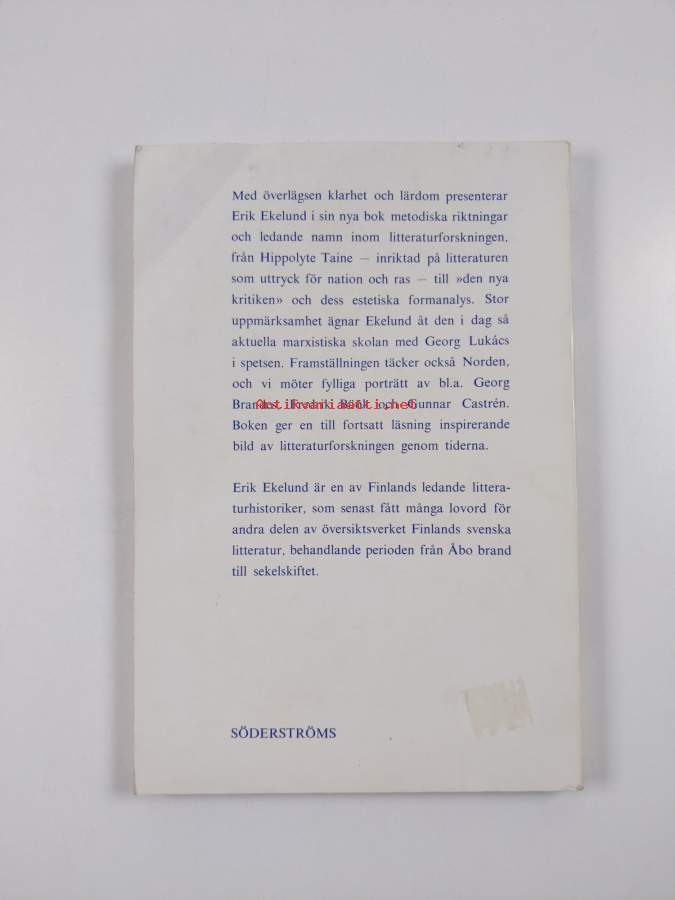 Med överlägsen klarhet och lärdom presenterar
Erik Ekelund i sin nya bok metodiska riktningar
och ledande namn inom litteraturforskningen,
från Hippolyte Taine — inriktad på litteraturen
som uttryck för nation och ras — till »den nya
kritiken» och dess estetiska formanalys. Stor
uppmärksamhet ägnar Ekelund åt den i dag så
aktuella marxistiska skolan med Georg Lukács
i spetsen. Framställningen täcker också Norden,
och vi möter fylliga porträtt av bl.a. Georg
Brandes, Fredrik Böök och Gunnar Castrén.
Antikvariaatti.net
Boken ger en till fortsatt läsning inspirerande
bild av litteraturforskningen genom tiderna.
Erik Ekelund är en av Finlands ledande littera-
turhistoriker, som senast fått många lovord för
andra delen av översiktsverket Finlands svenska
litteratur, behandlande perioden från Åbo brand
till sekelskiftet.
SÖDERSTRÖMS